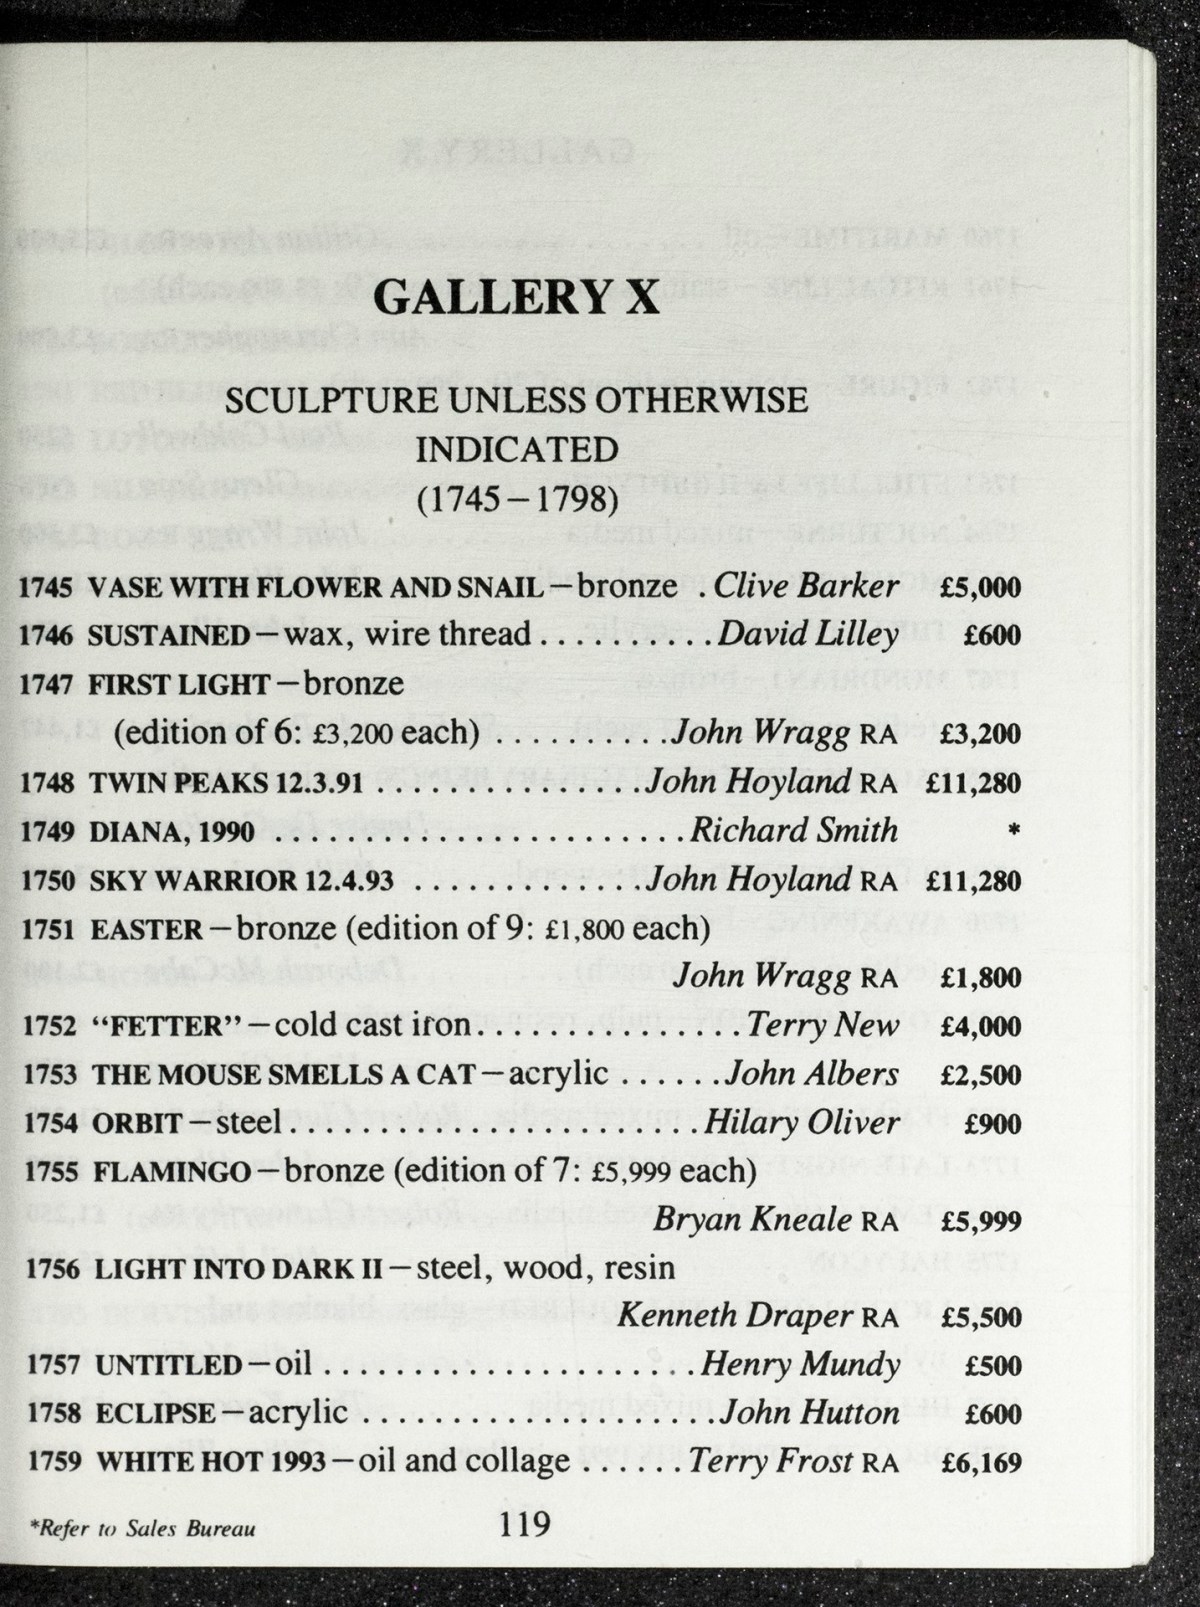 GALLERY X
SCULPTURE UNLESS OTHERWISE
INDICATED
(1745–1798)
1745 VASE WITH FLOWER AND SNAIL–bronze . Clive Barker £5,000
1746 SUSTAINED–wax, wire thread . . . . . . . . . . David Lilley £600
1747 FIRST LIGHT–bronze
(edition of 6: £3,200 each) . . . . . . . . . . John Wragg RA £3,200
1748 TWIN PEAKS 12.3.91 . . . . . . . . . . . . . . . John Hoyland RA £11,280
1749 DIANA, 1990 . . . . . . . . . . . . . . . . . . . . . . . Richard Smith *
1750 SKY WARRIOR 12.4.93 . . . . . . . . . . . . . John Hoyland RA £11,280
1751 EASTER–bronze (edition of 9: £1,800 each)
John Wragg RA £1,800
1752 “FETTER”–cold cast iron. . . . . . . . . . . . . . . Terry New £4,000
1753 THE MOUSE SMELLS A CAT–acrylic . . . . . . John Albers £2,500
1754 ORBIT–steel. . . . . . . . . . . . . . . . . . . . . . . Hilary Oliver £900
1755 FLAMINGO–bronze (edition of 7: £5,999 each)
Bryan Kneale RA £5,999
1756 LIGHT INTO DARK II–steel, wood, resin
Kenneth Draper RA £5,500
1757 UNTITLED–oil . . . . . . . . . . . . . . . . . . . . . Henry Mundy £500
1758 ECLIPSE–acrylic . . . . . . . . . . . . . . . . . . . . John Hutton £600
1759 WHITE HOT 1993–oil and collage . . . . . . Terry Frost RA £6,169
*Refer to Sales Bureau 119